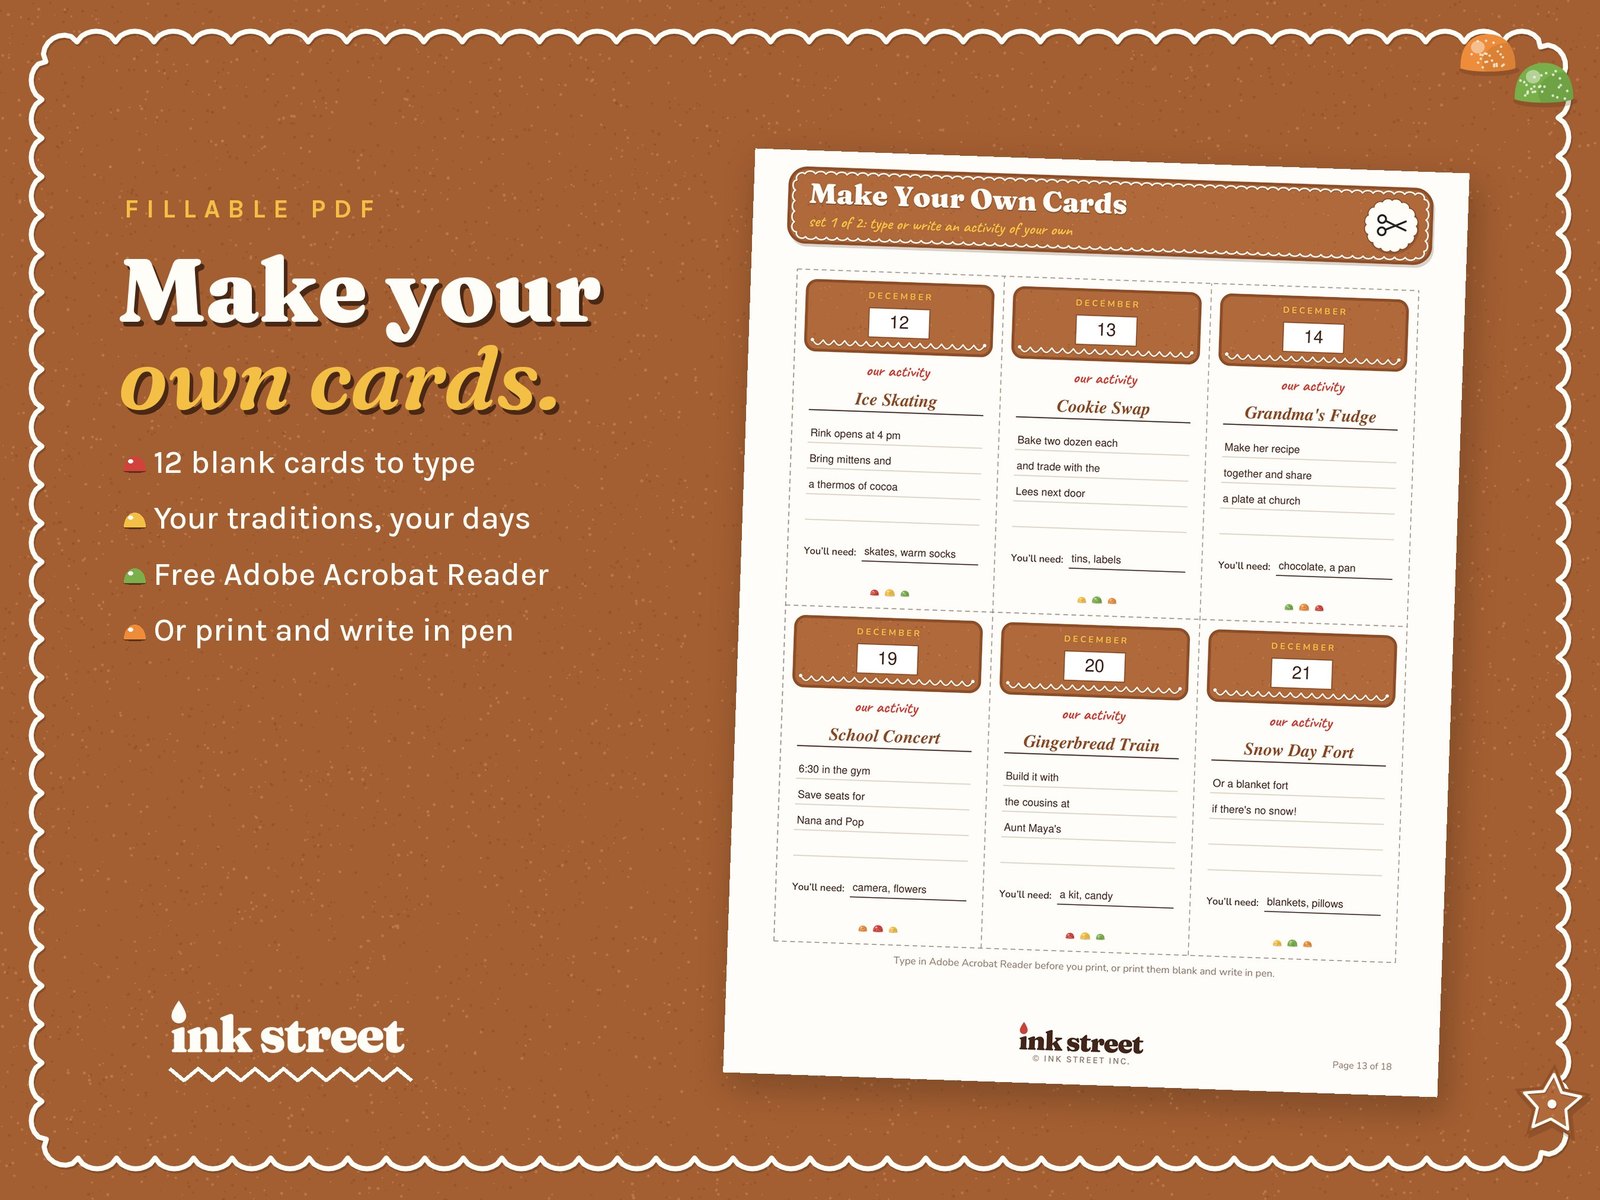 FILLABLE PDF
Make your
own cards.
12 blank cards to type
Your traditions, your days
Free Adobe Acrobat Reader
Or print and write in pen
ink street
Make Your Own Cards
set 1 of 2: type or write an activity of your own
DECEMBER
12
our activity
Ice Skating
Rink opens at 4 pm
Bring mittens and
a thermos of cocoa
You'll need: skates, warm socks
DECEMBER
13
our activity
Cookie Swap
Bake two dozen each
and trade with the
Lees next door
You'll need: tins, labels
DECEMBER
14
our activity
Grandma's Fudge
Make her recipe
together and share
a plate at church
You'll need: chocolate, a pan
DECEMBER
19
our activity
School Concert
6:30 in the gym
Save seats for
Nana and Pop
You'll need: camera, flowers
DECEMBER
20
our activity
Gingerbread Train
Build it with
the cousins at
Aunt Maya's
You'll need: a kit, candy
DECEMBER
21
our activity
Snow Day Fort
Or a blanket fort
if there's no snow!
You'll need: blankets, pillows
Type in Adobe Acrobat Reader before you print, or print them blank and write in pen.
ink street
© INK STREET INC.
Page 13 of 18